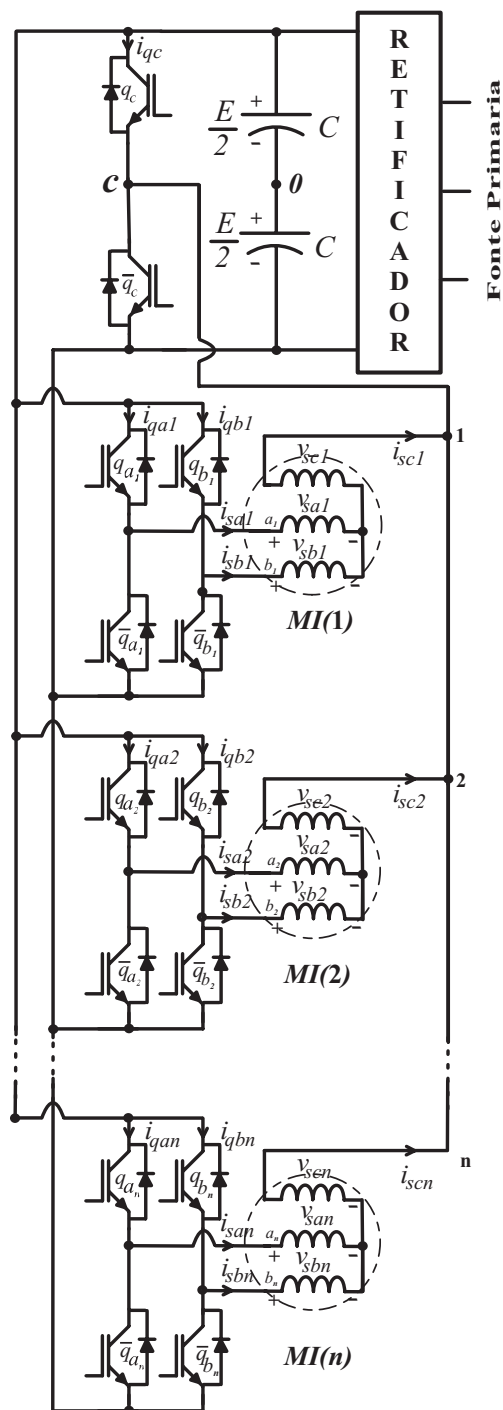 i_qc
q_c
E/2
+
-
C
c
0
E/2
+
-
C
q̄_c
RETIFICADOR
Fonte Primaria
i_qa1
i_qb1
q_a1
q_b1
v_sc1
-
i_sc1
1
i_sa1
a_1
+
v_sa1
-
i_sb1
b_1
+
v_sb1
-
q̄_a1
q̄_b1
MI(1)
i_qa2
i_qb2
q_a2
q_b2
v_sc2
-
i_sc2
2
i_sa2
a_2
+
v_sa2
-
i_sb2
b_2
+
v_sb2
-
q̄_a2
q̄_b2
MI(2)
i_qan
i_qbn
q_an
q_bn
v_scn
-
i_scn
n
i_san
a_n
+
v_san
-
i_sbn
b_n
+
v_sbn
-
q̄_an
q̄_bn
MI(n)